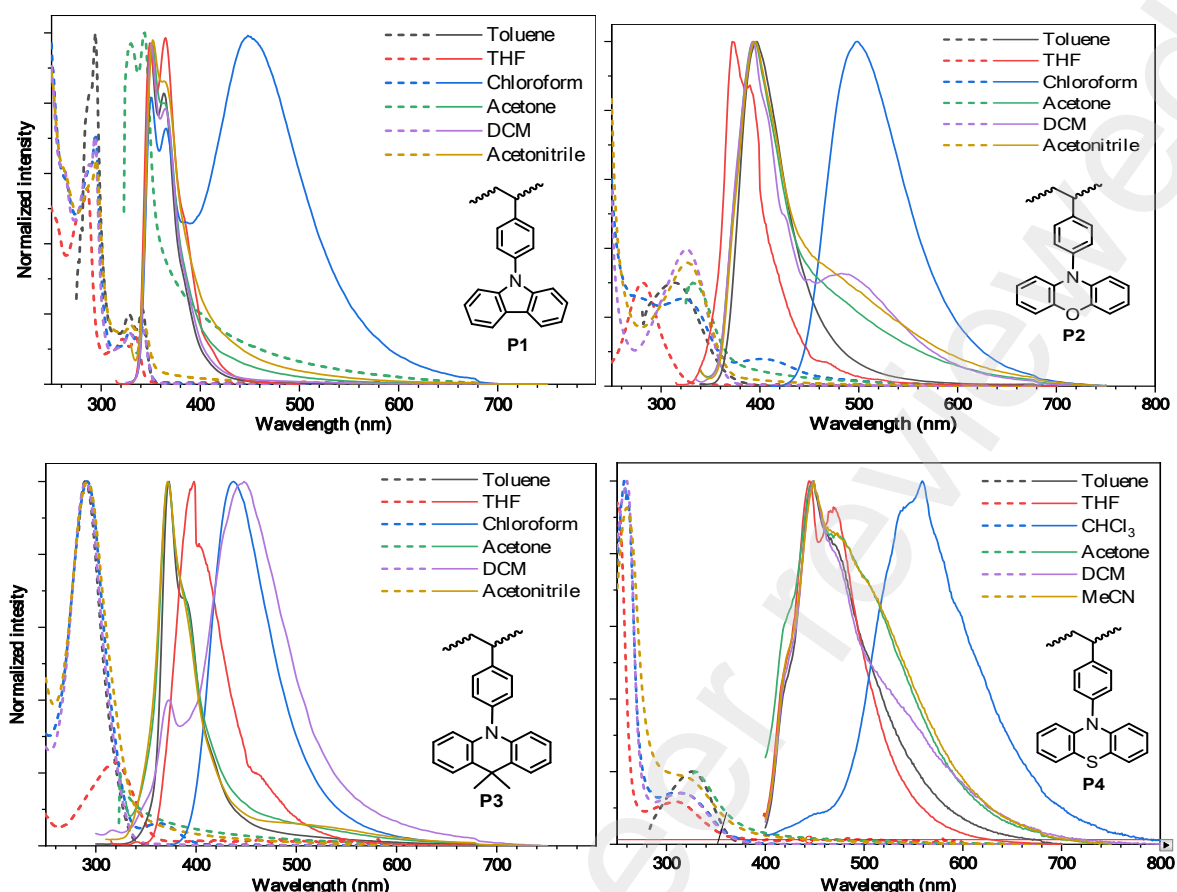 Toluene
THF
Chloroform
Acetone
DCM
Acetonitrile
Normalized intensity
N
P1
300 400 500 600 700
Wavelength (nm)
Toluene
THF
Chloroform
Acetone
DCM
Acetonitrile
N
O
P2
300 400 500 600 700 800
Wavelength (nm)
Toluene
THF
Chloroform
Acetone
DCM
Acetonitrile
Normalized intesity
N
P3
300 400 500 600 700
Wavelength (nm)
Toluene
THF
CHCl3
Acetone
DCM
MeCN
N
S
P4
300 400 500 600 700 800
Wavelength (nm)
er reviewed